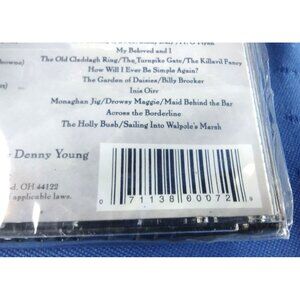 My Beloved and I
The Old Claddagh Ring/The Turnpike Gate/The Killavil Fancy
How Will I Ever Be Simple Again?
The Garden of Daisies/Billy Brocker
Inis Oirr
Monaghan Jig/Drowsy Maggie/Maid Behind the Bar
Across the Borderline
The Holly Bush/Sailing Into Walpole's Marsh
Denny Young
OH 44122
applicable laws.
0 71138 60072 9